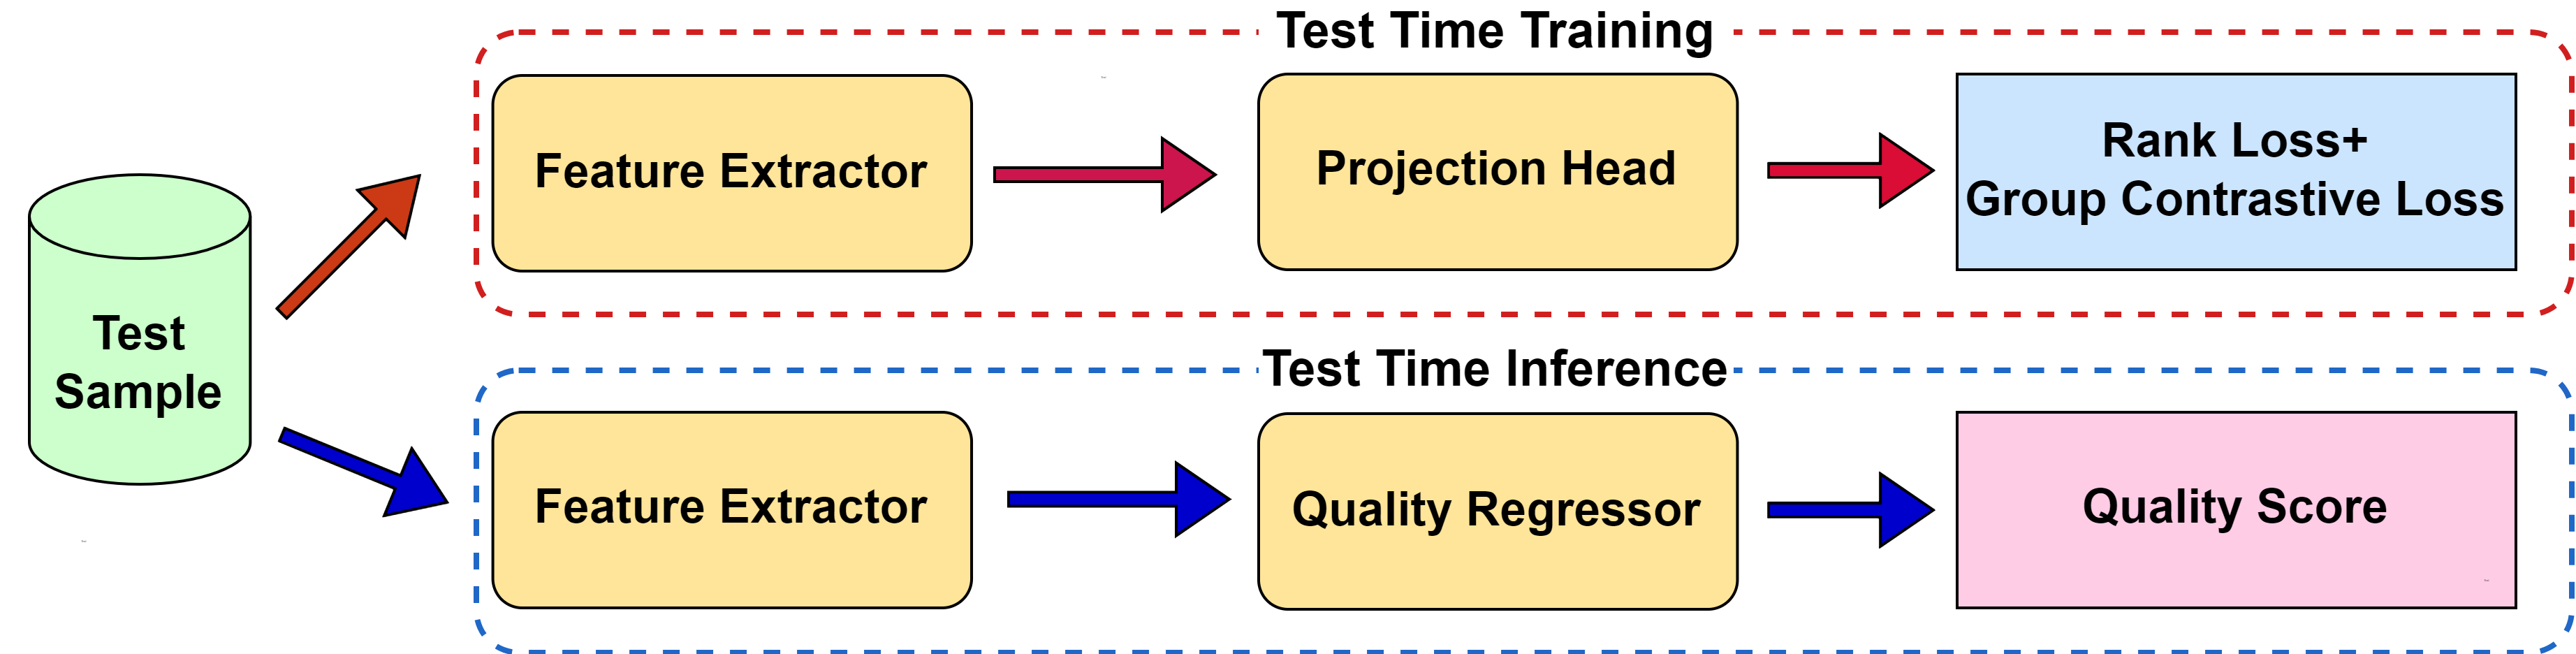 Test Time Training
Feature Extractor
Projection Head
Rank Loss+
Group Contrastive Loss
Test
Sample
Test Time Inference
Feature Extractor
Quality Regressor
Quality Score